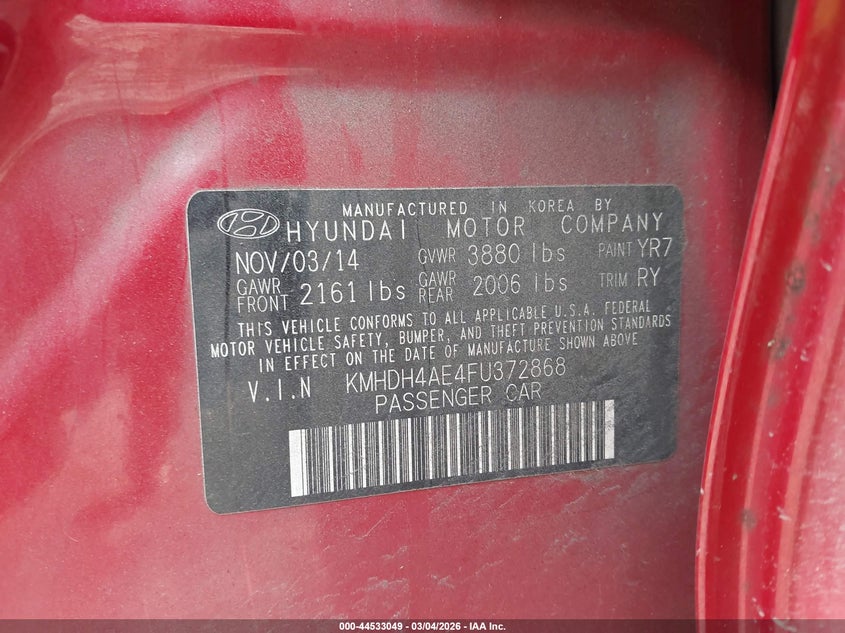 MANUFACTURED IN KOREA BY
HYUNDAI MOTOR COMPANY
NOV/03/14 GVWR 3880 lbs PAINT YR7
GAWR FRONT 2161 lbs GAWR REAR 2006 lbs TRIM RY
THIS VEHICLE CONFORMS TO ALL APPLICABLE U.S.A. FEDERAL
MOTOR VEHICLE SAFETY, BUMPER, AND THEFT PREVENTION STANDARDS
IN EFFECT ON THE DATE OF MANUFACTURE SHOWN ABOVE
V.I.N KMHDH4AE4FU372868
PASSENGER CAR
000-44533049 - 03/04/2026 - IAA Inc.